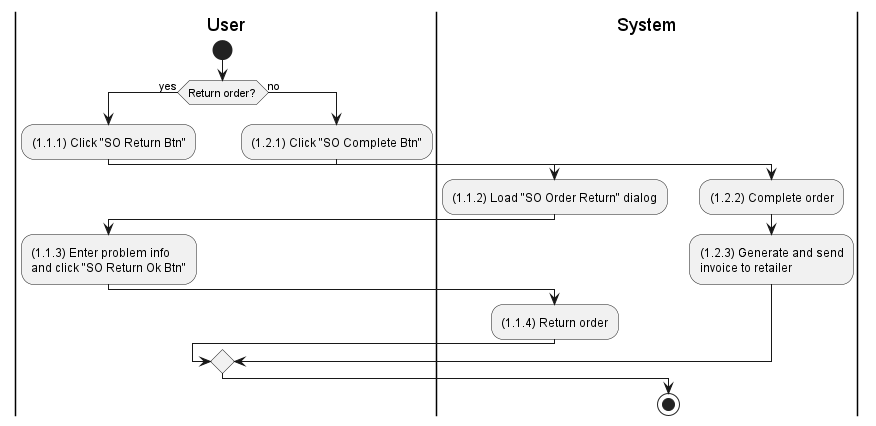 User
System
Return order?
yes
no
(1.1.1) Click "SO Return Btn"
(1.2.1) Click "SO Complete Btn"
(1.1.2) Load "SO Order Return" dialog
(1.2.2) Complete order
(1.1.3) Enter problem info
and click "SO Return Ok Btn"
(1.2.3) Generate and send
invoice to retailer
(1.1.4) Return order